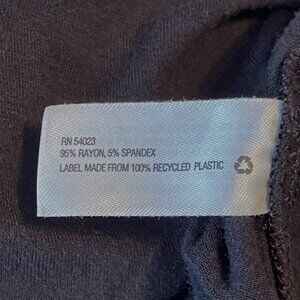 RN 54023
95% RAYON, 5% SPANDEX
LABEL MADE FROM 100% RECYCLED PLASTIC